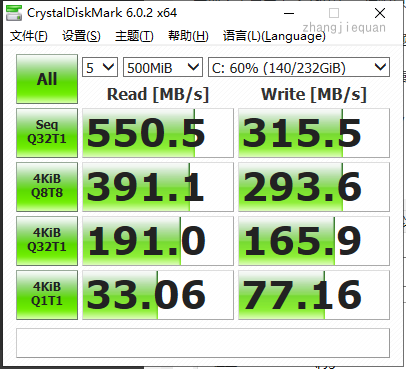 CrystalDiskMark 6.0.2 x64
zhangjiequan
文件(F) 设置(S) 主题(T) 帮助(H) 语言(L)(Language)
All 5 500MiB C: 60% (140/232GiB)
Read [MB/s] Write [MB/s]
Seq
Q32T1 550.5 315.5
4KiB
Q8T8 391.1 293.6
4KiB
Q32T1 191.0 165.9
4KiB
Q1T1 33.06 77.16